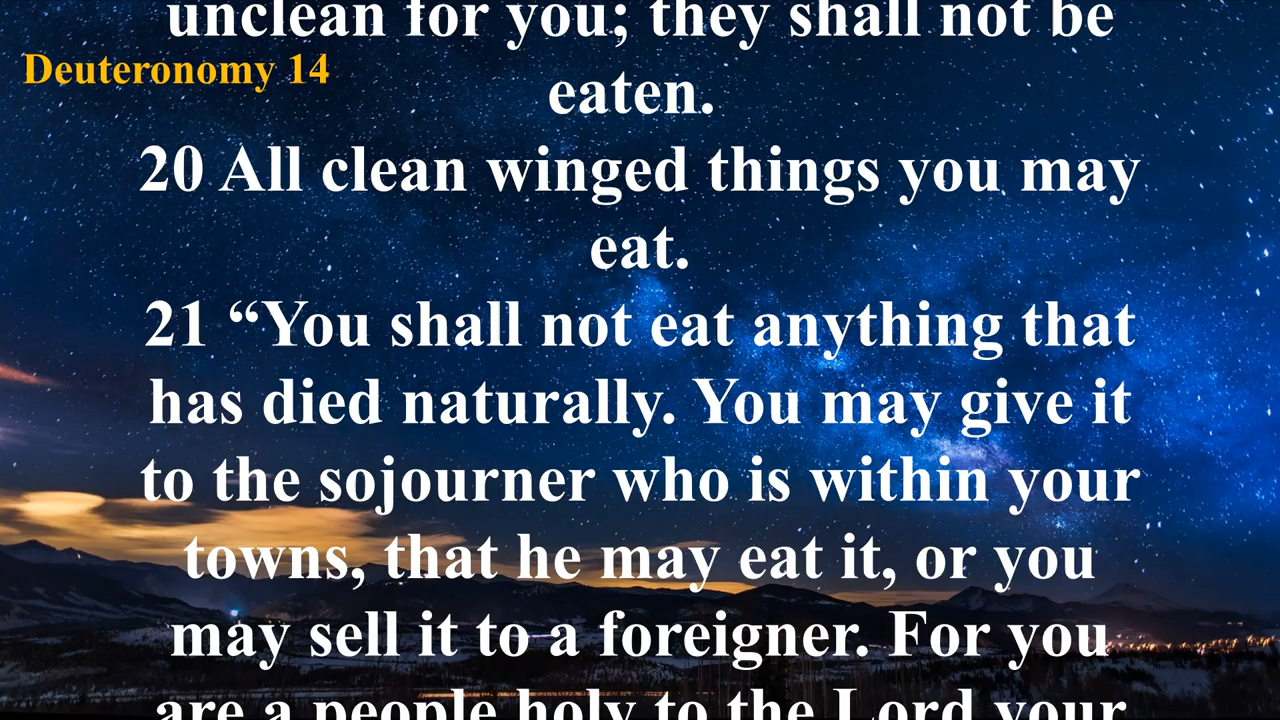 unclean for you; they shall not be
Deuteronomy 14
eaten.
20 All clean winged things you may
eat.
21 “You shall not eat anything that
has died naturally. You may give it
to the sojourner who is within your
towns, that he may eat it, or you
may sell it to a foreigner. For you
are a people holy to the Lord your